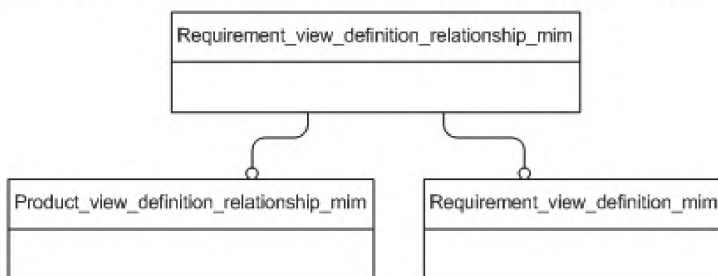 Requirement_view_definition_relationship_mim
Product_view_definition_relationship_mim
Requirement_view_definition_mim